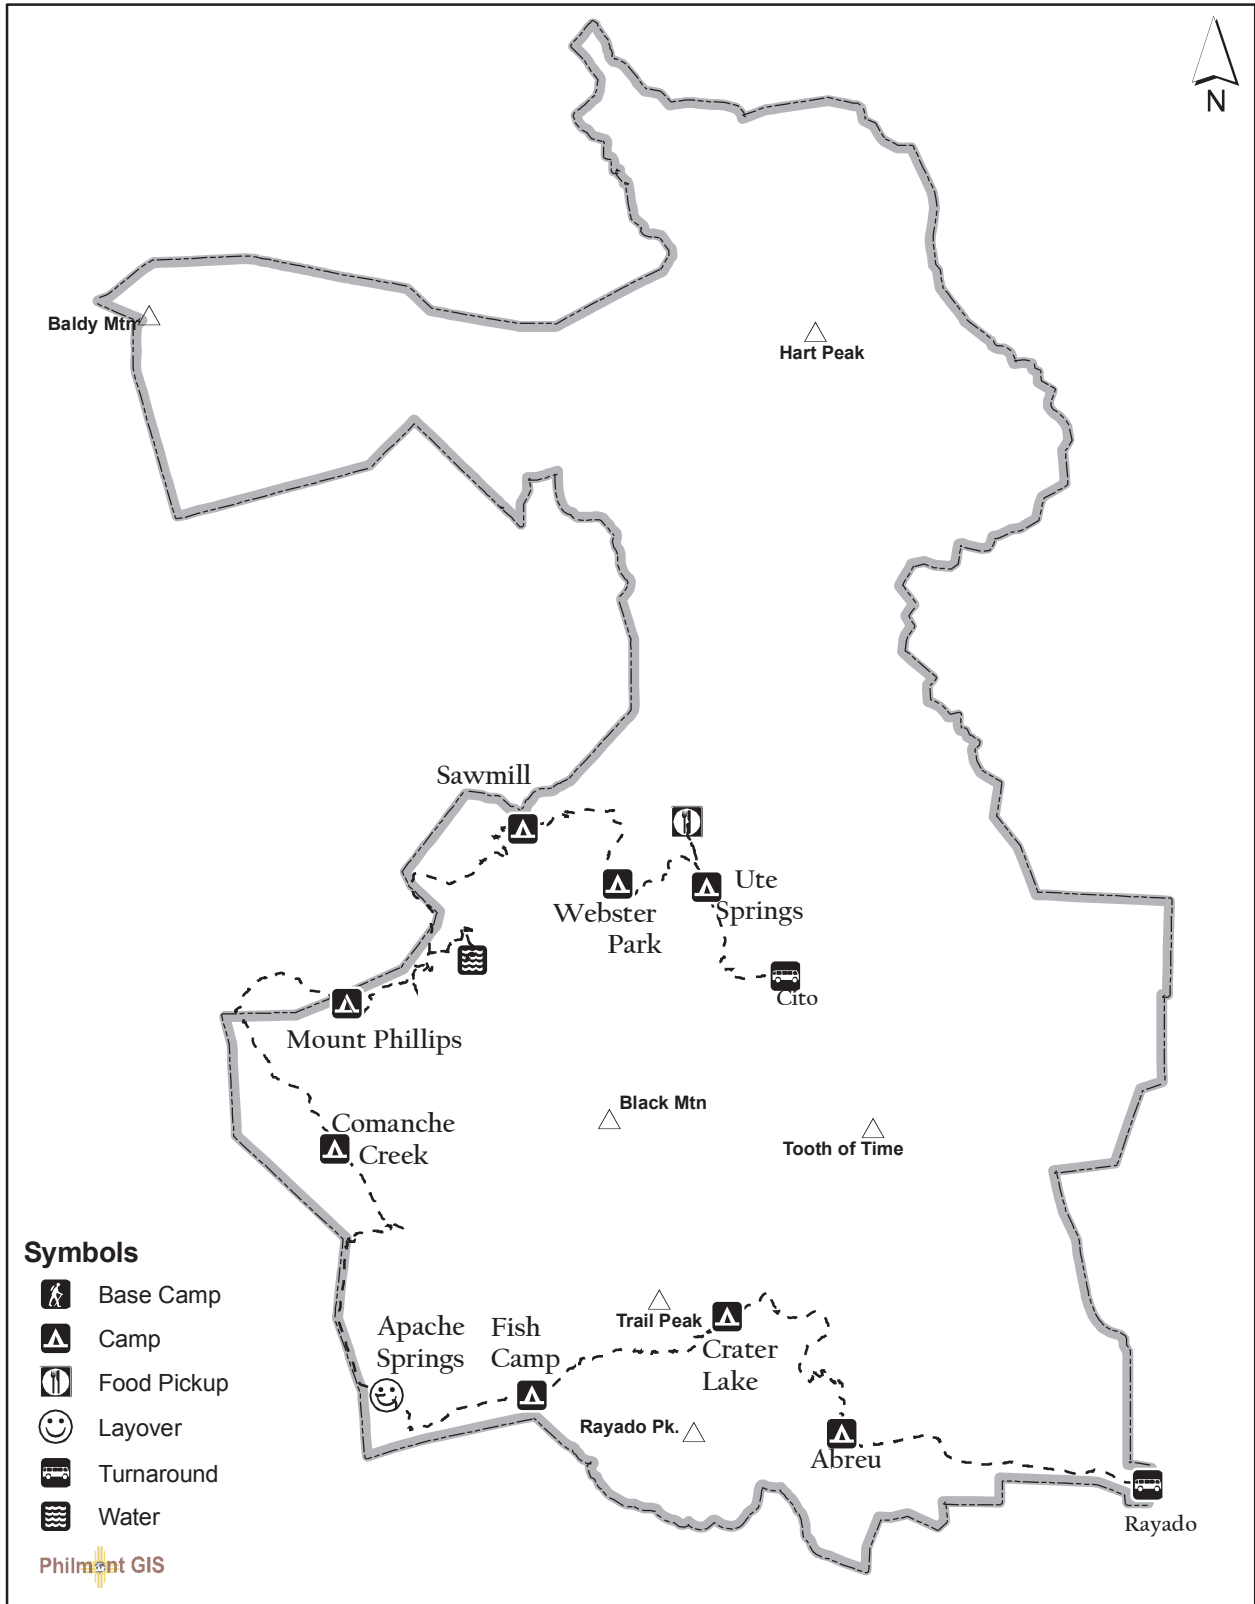 N
Baldy Mtn
Hart Peak
Sawmill
Ute
Springs
Webster
Park
Cito
Mount Phillips
Black Mtn
Comanche
Creek
Tooth of Time
Symbols
Base Camp
Camp
Food Pickup
Layover
Turnaround
Water
Philmont GIS
Apache
Springs
Fish
Camp
Trail Peak
Crater
Lake
Rayado Pk.
Abreu
Rayado